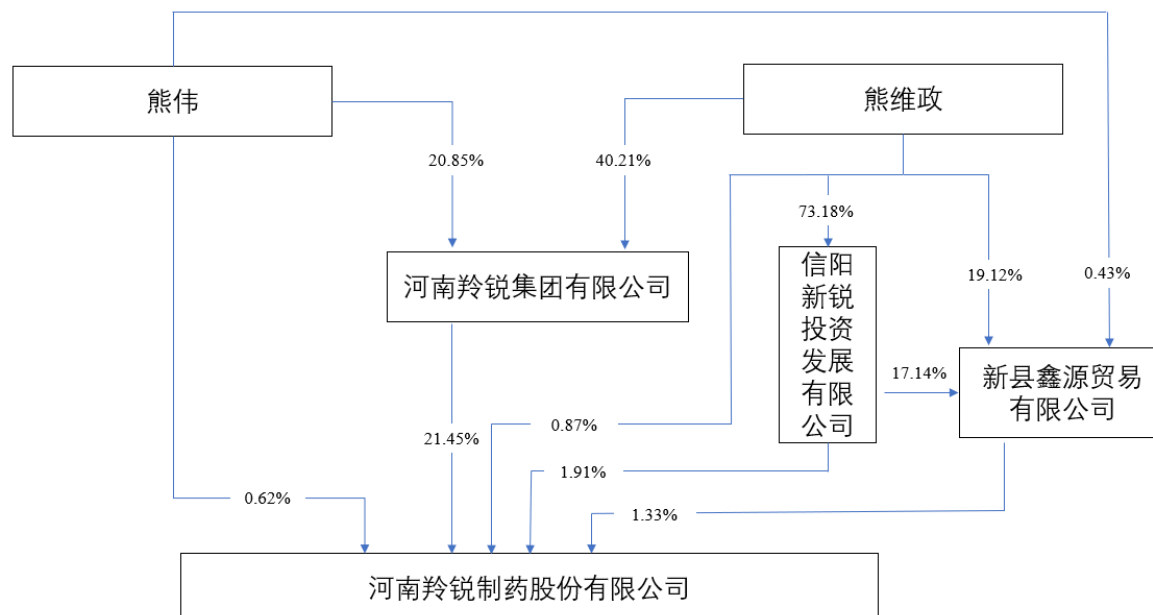 熊伟
熊维政
20.85%
40.21%
73.18%
河南羚锐集团有限公司
信阳
新锐
投资
发展
有限
公司
19.12%
0.43%
17.14%
新县鑫源贸易
有限公司
21.45%
0.87%
1.91%
0.62%
1.33%
河南羚锐制药股份有限公司